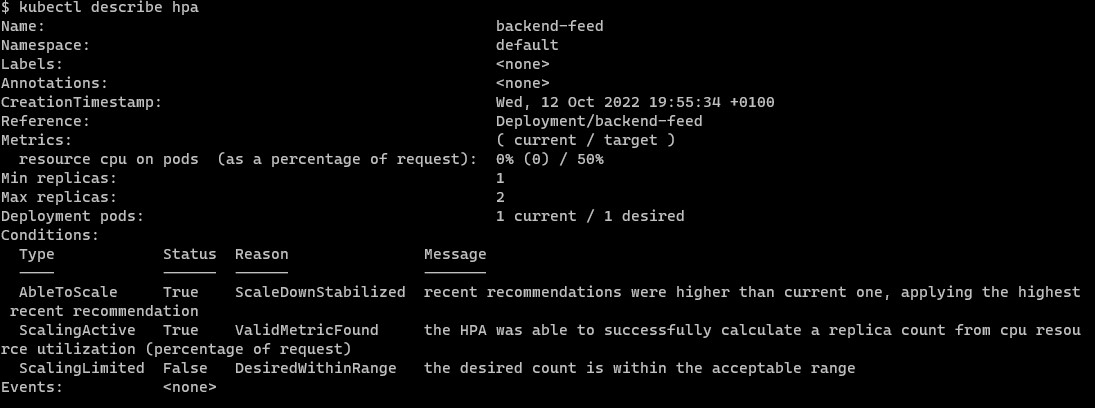 $ kubectl describe hpa
Name:                                                  backend-feed
Namespace:                                             default
Labels:                                                <none>
Annotations:                                           <none>
CreationTimestamp:                                     Wed, 12 Oct 2022 19:55:34 +0100
Reference:                                             Deployment/backend-feed
Metrics:                                               ( current / target )
  resource cpu on pods  (as a percentage of request):  0% (0) / 50%
Min replicas:                                          1
Max replicas:                                          2
Deployment pods:                                       1 current / 1 desired
Conditions:
  Type            Status  Reason               Message
  ----            ------  ------               -------
  AbleToScale     True    ScaleDownStabilized  recent recommendations were higher than current one, applying the highest
 recent recommendation
  ScalingActive   True    ValidMetricFound     the HPA was able to successfully calculate a replica count from cpu resou
rce utilization (percentage of request)
  ScalingLimited  False   DesiredWithinRange   the desired count is within the acceptable range
Events:           <none>